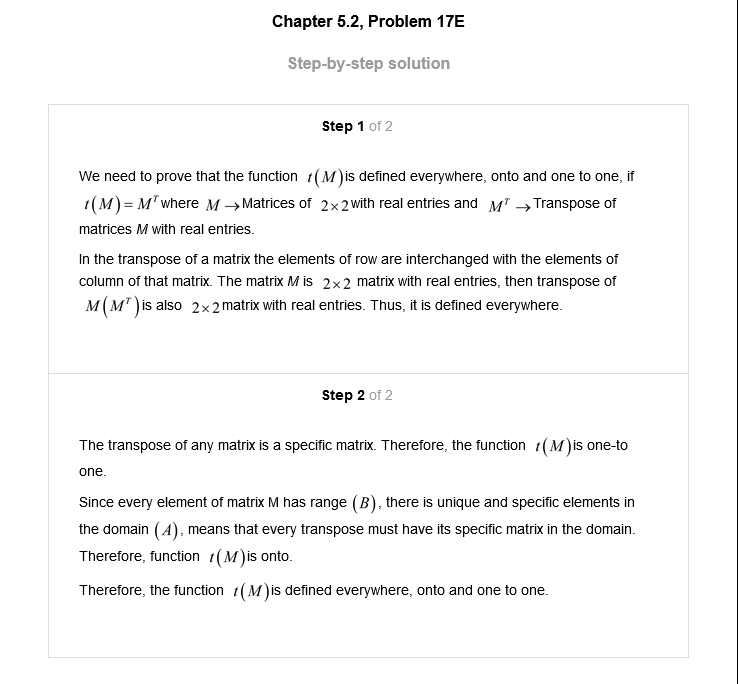 Chapter 5.2, Problem 17E
Step-by-step solution
Step 1 of 2
We need to prove that the function t(M) is defined everywhere, onto and one to one, if
t(M) = Mᵀ where M → Matrices of 2×2 with real entries and Mᵀ → Transpose of
matrices M with real entries.
In the transpose of a matrix the elements of row are interchanged with the elements of
column of that matrix. The matrix M is 2×2 matrix with real entries, then transpose of
M(Mᵀ) is also 2×2 matrix with real entries. Thus, it is defined everywhere.
Step 2 of 2
The transpose of any matrix is a specific matrix. Therefore, the function t(M) is one-to
one.
Since every element of matrix M has range (B), there is unique and specific elements in
the domain (A), means that every transpose must have its specific matrix in the domain.
Therefore, function t(M) is onto.
Therefore, the function t(M) is defined everywhere, onto and one to one.